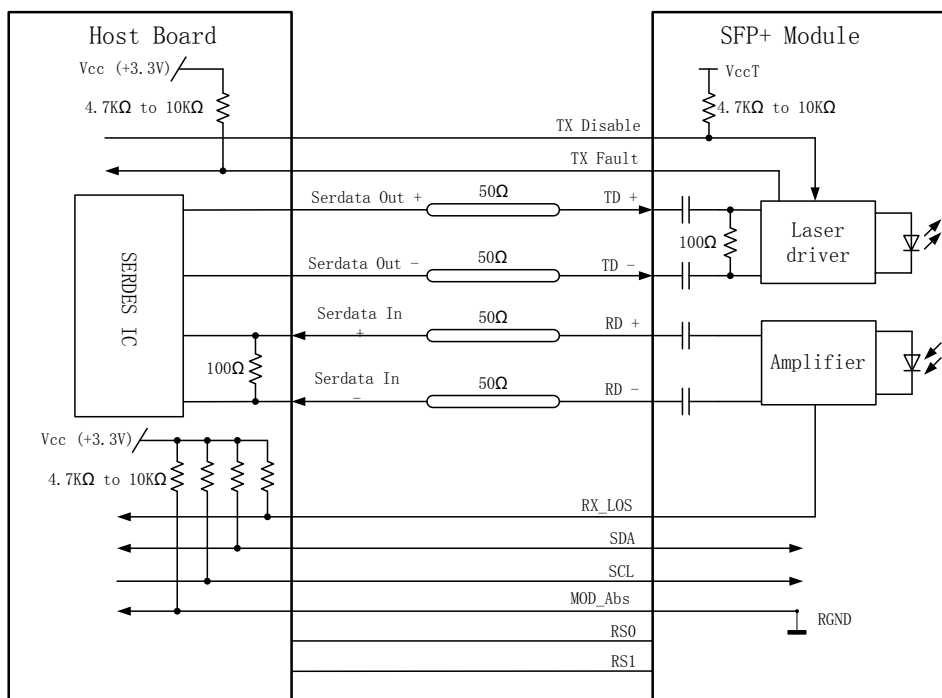 Host Board
SFP+ Module
Vcc (+3.3V)
VccT
4.7KΩ to 10KΩ
4.7KΩ to 10KΩ
TX Disable
TX Fault
Serdata Out +
50Ω
TD +
100Ω
Laser
driver
Serdata Out -
50Ω
TD -
SERDES IC
Serdata In
+
50Ω
RD +
100Ω
Amplifier
Serdata In
-
50Ω
RD -
Vcc (+3.3V)
4.7KΩ to 10KΩ
RX_LOS
SDA
SCL
MOD_Abs
RGND
RS0
RS1